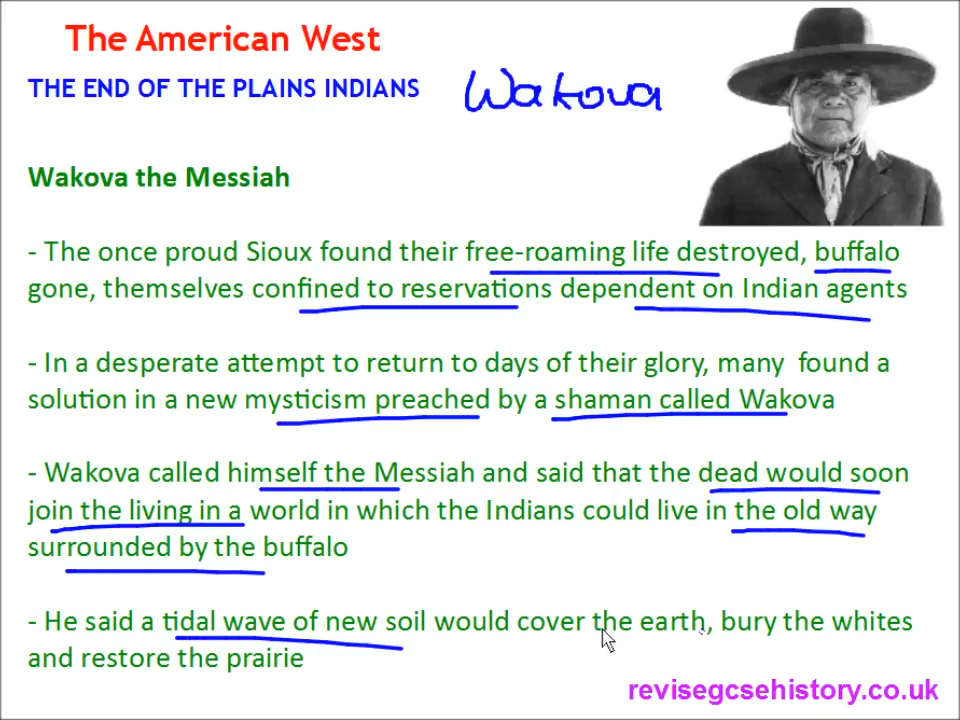 The American West
THE END OF THE PLAINS INDIANS
Wakova
Wakova the Messiah
- The once proud Sioux found their free-roaming life destroyed, buffalo
gone, themselves confined to reservations dependent on Indian agents
- In a desperate attempt to return to days of their glory, many found a
solution in a new mysticism preached by a shaman called Wakova
- Wakova called himself the Messiah and said that the dead would soon
join the living in a world in which the Indians could live in the old way
surrounded by the buffalo
- He said a tidal wave of new soil would cover the earth, bury the whites
and restore the prairie
revisegcsehistory.co.uk